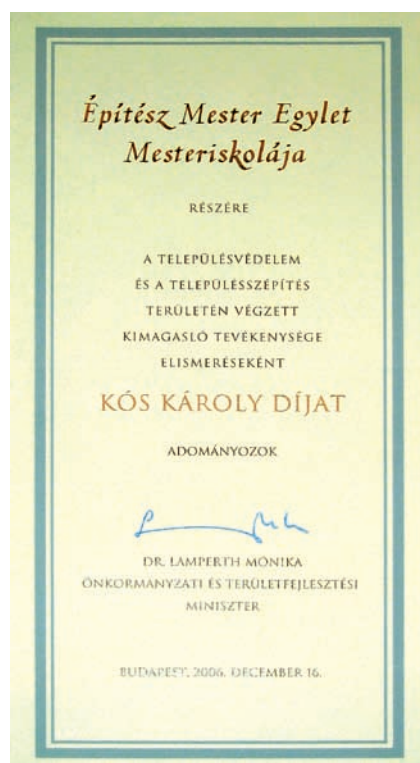 Építész Mester Egylet
Mesteriskolája
RÉSZÉRE
A TELEPÜLÉSVÉDELEM
ÉS A TELEPÜLÉSSZÉPÍTÉS
TERÜLETÉN VÉGZETT
KIMAGASLÓ TEVÉKENYSÉGE
ELISMERÉSEKÉNT
KÓS KÁROLY DÍJAT
ADOMÁNYOZOK
DR. LAMPERTH MÓNIKA
ÖNKORMÁNYZATI ÉS TERÜLETFEJLESZTÉSI
MINISZTER
BUDAPEST, 2006. DECEMBER 16.